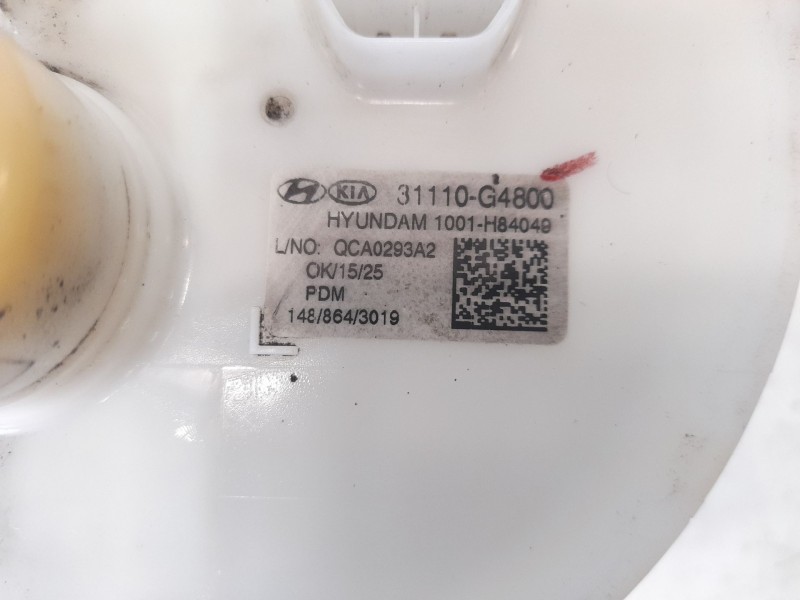 KIA 31110-G4800
HYUNDAM 1001-H84049
L/NO: QCA0293A2
OK/15/25
PDM
148/864/3019